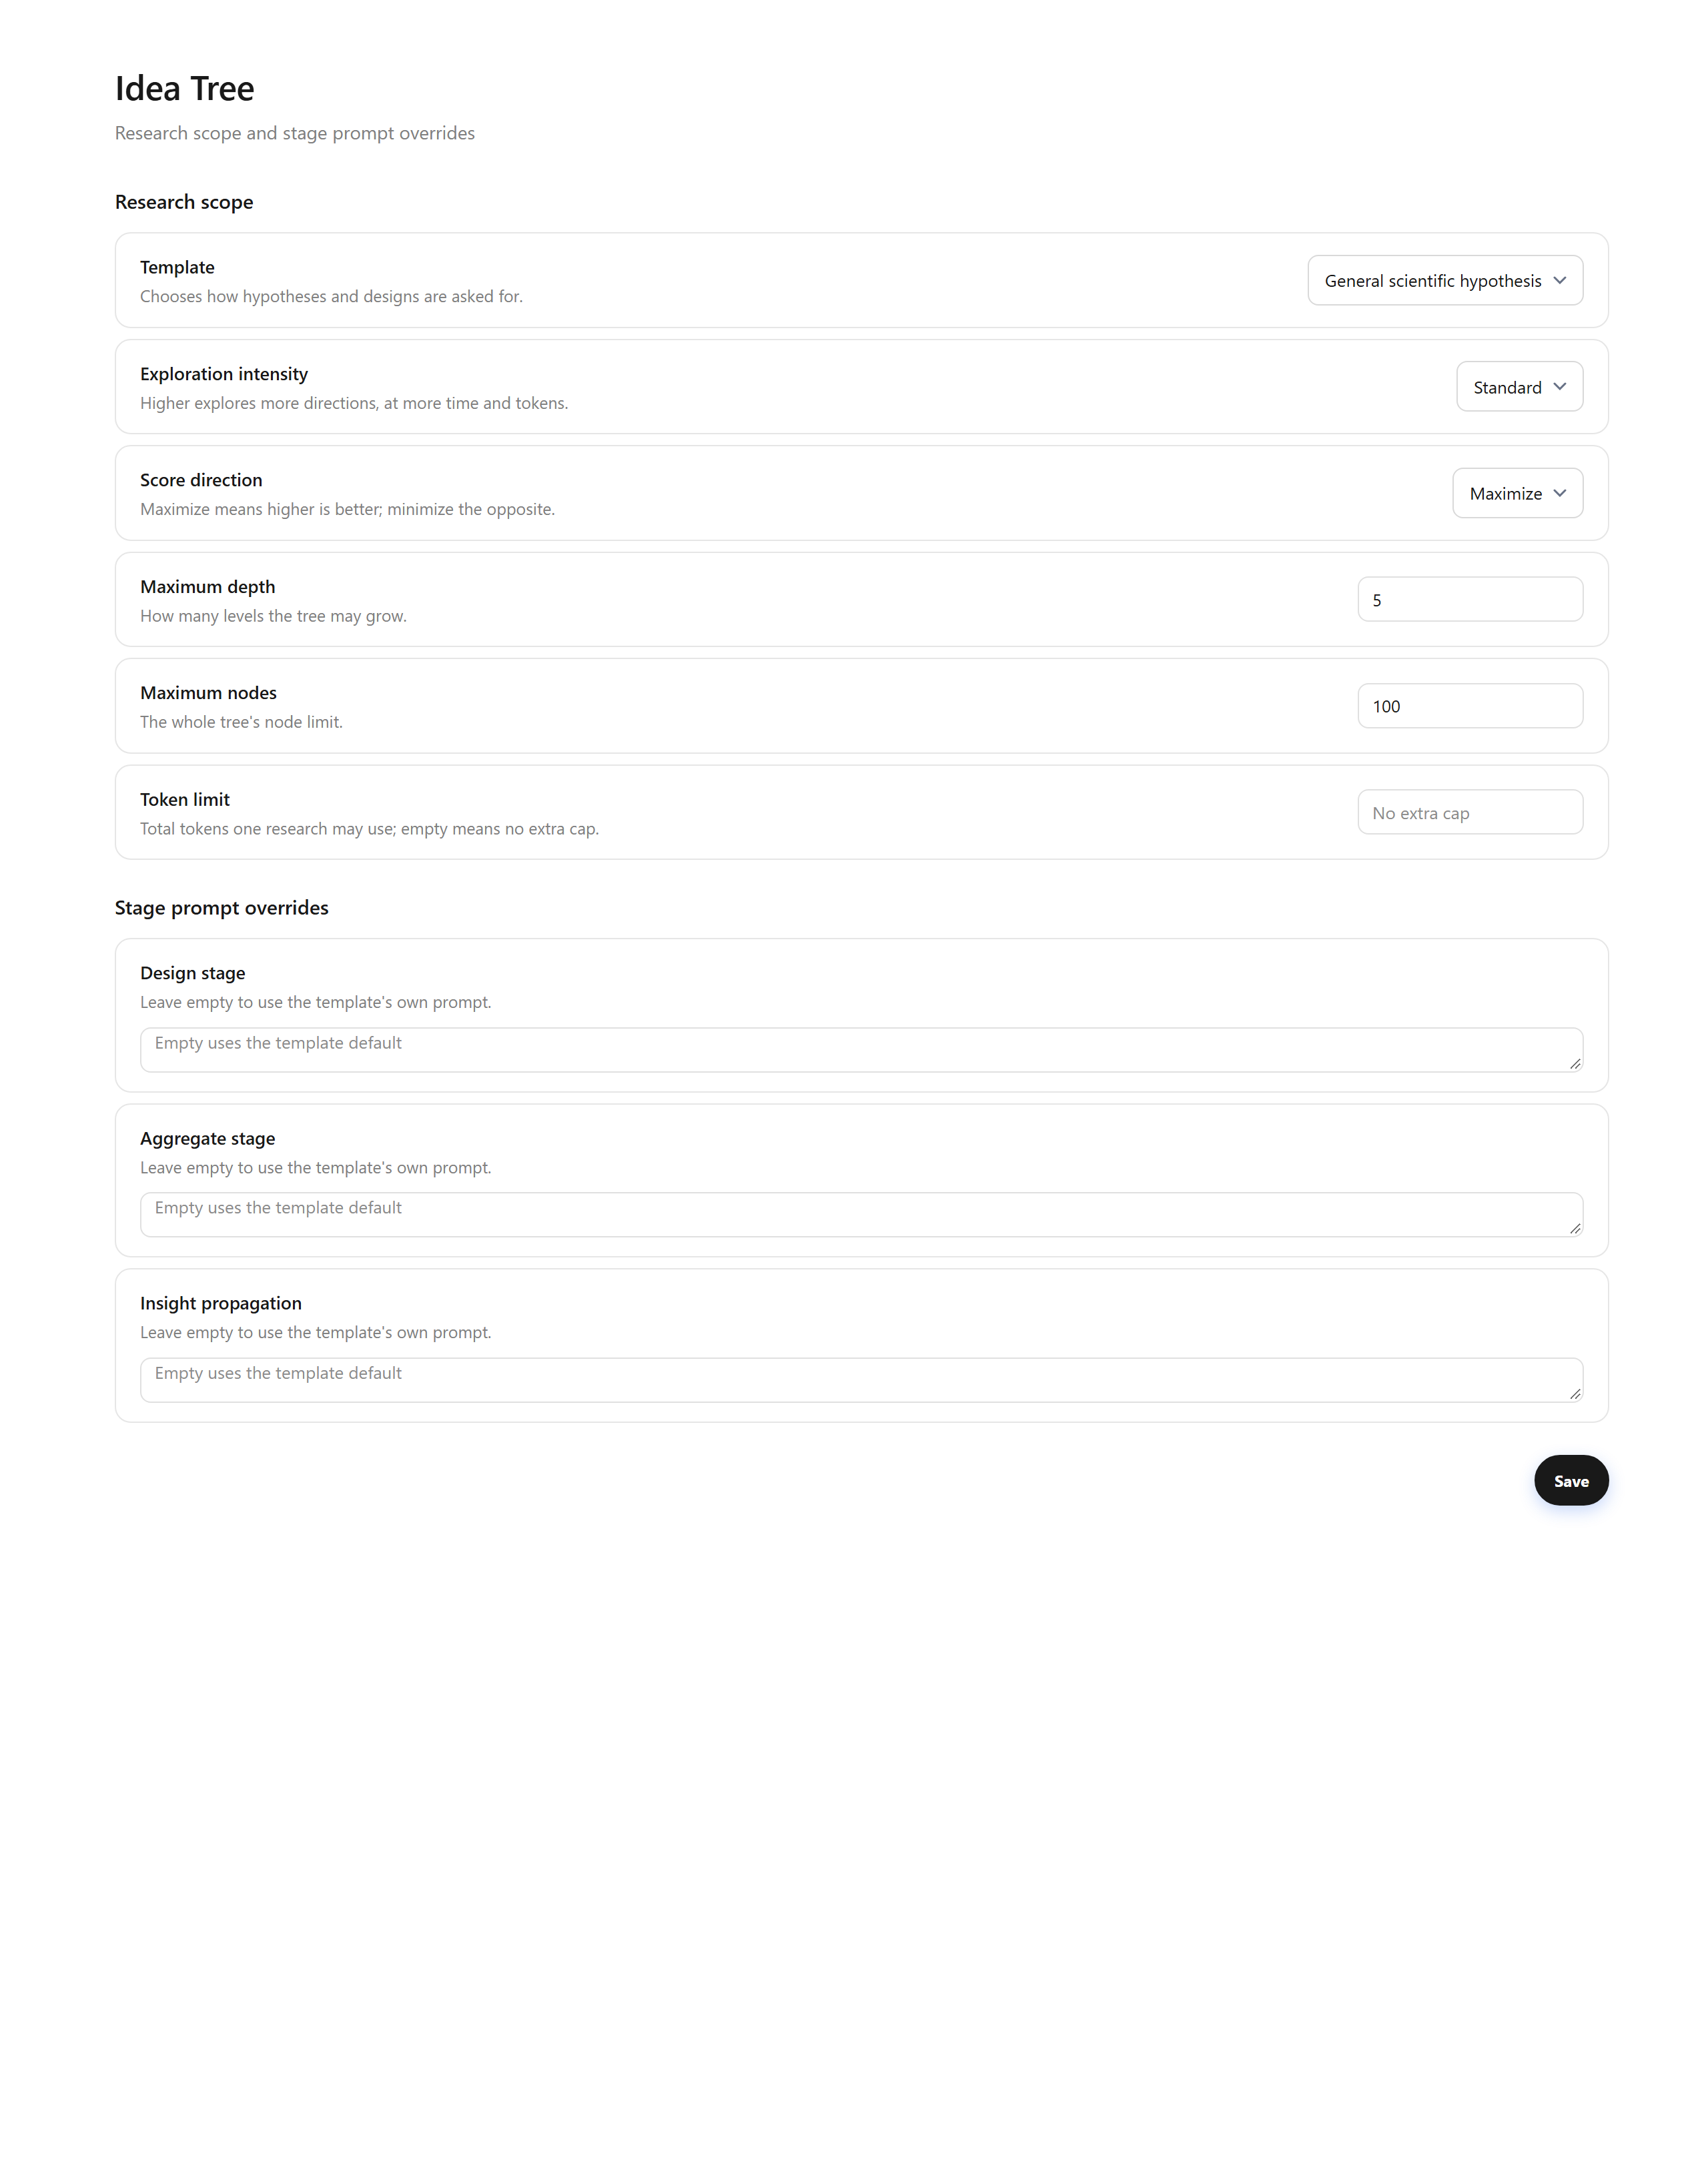 Idea Tree
Research scope and stage prompt overrides
Research scope
Template
Chooses how hypotheses and designs are asked for.
General scientific hypothesis
Exploration intensity
Higher explores more directions, at more time and tokens.
Standard
Score direction
Maximize means higher is better; minimize the opposite.
Maximize
Maximum depth
How many levels the tree may grow.
5
Maximum nodes
The whole tree's node limit.
100
Token limit
Total tokens one research may use; empty means no extra cap.
No extra cap
Stage prompt overrides
Design stage
Leave empty to use the template's own prompt.
Empty uses the template default
Aggregate stage
Leave empty to use the template's own prompt.
Empty uses the template default
Insight propagation
Leave empty to use the template's own prompt.
Empty uses the template default
Save